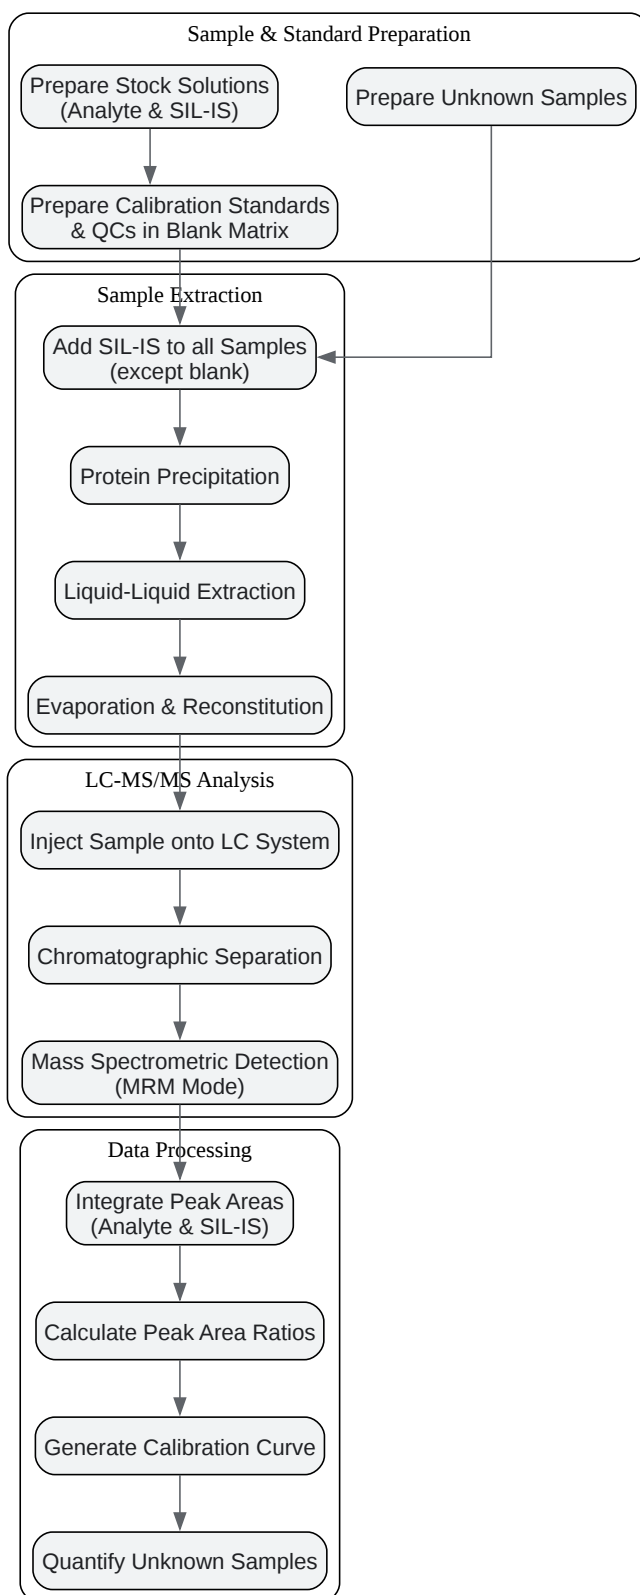 Sample & Standard Preparation
Prepare Stock Solutions
(Analyte & SIL-IS)
Prepare Unknown Samples
Prepare Calibration Standards
& QCs in Blank Matrix
Sample Extraction
Add SIL-IS to all Samples
(except blank)
Protein Precipitation
Liquid-Liquid Extraction
Evaporation & Reconstitution
LC-MS/MS Analysis
Inject Sample onto LC System
Chromatographic Separation
Mass Spectrometric Detection
(MRM Mode)
Data Processing
Integrate Peak Areas
(Analyte & SIL-IS)
Calculate Peak Area Ratios
Generate Calibration Curve
Quantify Unknown Samples